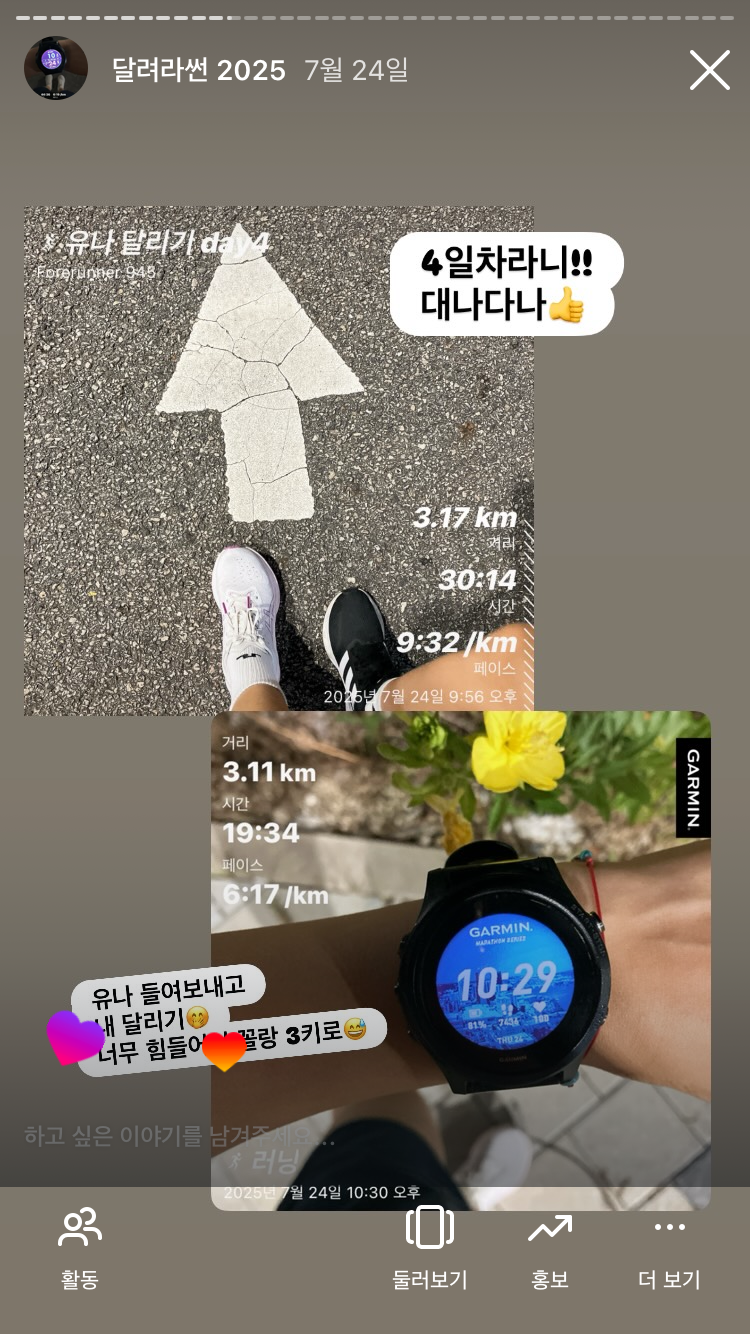 달려라썬 2025 7월 24일
유나 달리기 day4
Forerunner 945
4일차라니!!
대나다나👍
3.17 km
거리
30:14
시간
9:32 /km
페이스
2025년 7월 24일 9:56 오후
거리
3.11 km
시간
19:34
페이스
6:17 /km
GARMIN
GARMIN.
MARATHON SERIES
10:29
81% 7434 160
THU 24
유나 들여보내고
내 달리기🤭
너무 힘들어 꼴랑 3키로😅
하고 싶은 이야기를 남겨주세요...
러닝
2025년 7월 24일 10:30 오후
활동
둘러보기
홍보
더 보기